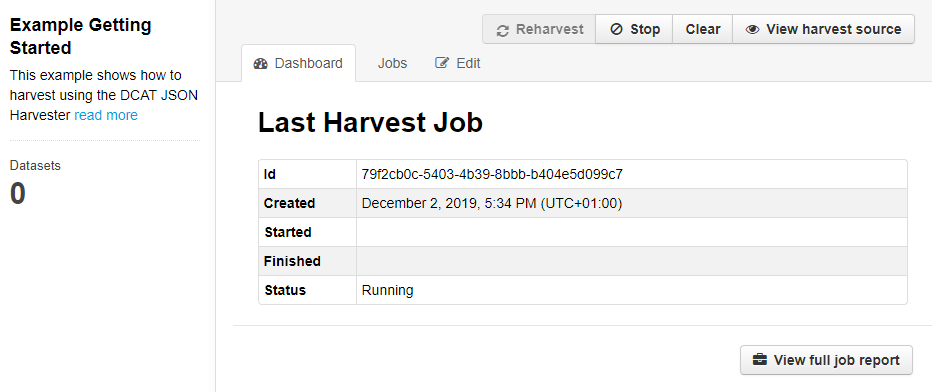 Example Getting
Started
This example shows how to
harvest using the DCAT JSON
Harvester read more
Datasets
0
Reharvest Stop Clear View harvest source
Dashboard Jobs Edit
Last Harvest Job
Id 79f2cb0c-5403-4b39-8bbb-b404e5d099c7
Created December 2, 2019, 5:34 PM (UTC+01:00)
Started
Finished
Status Running
View full job report